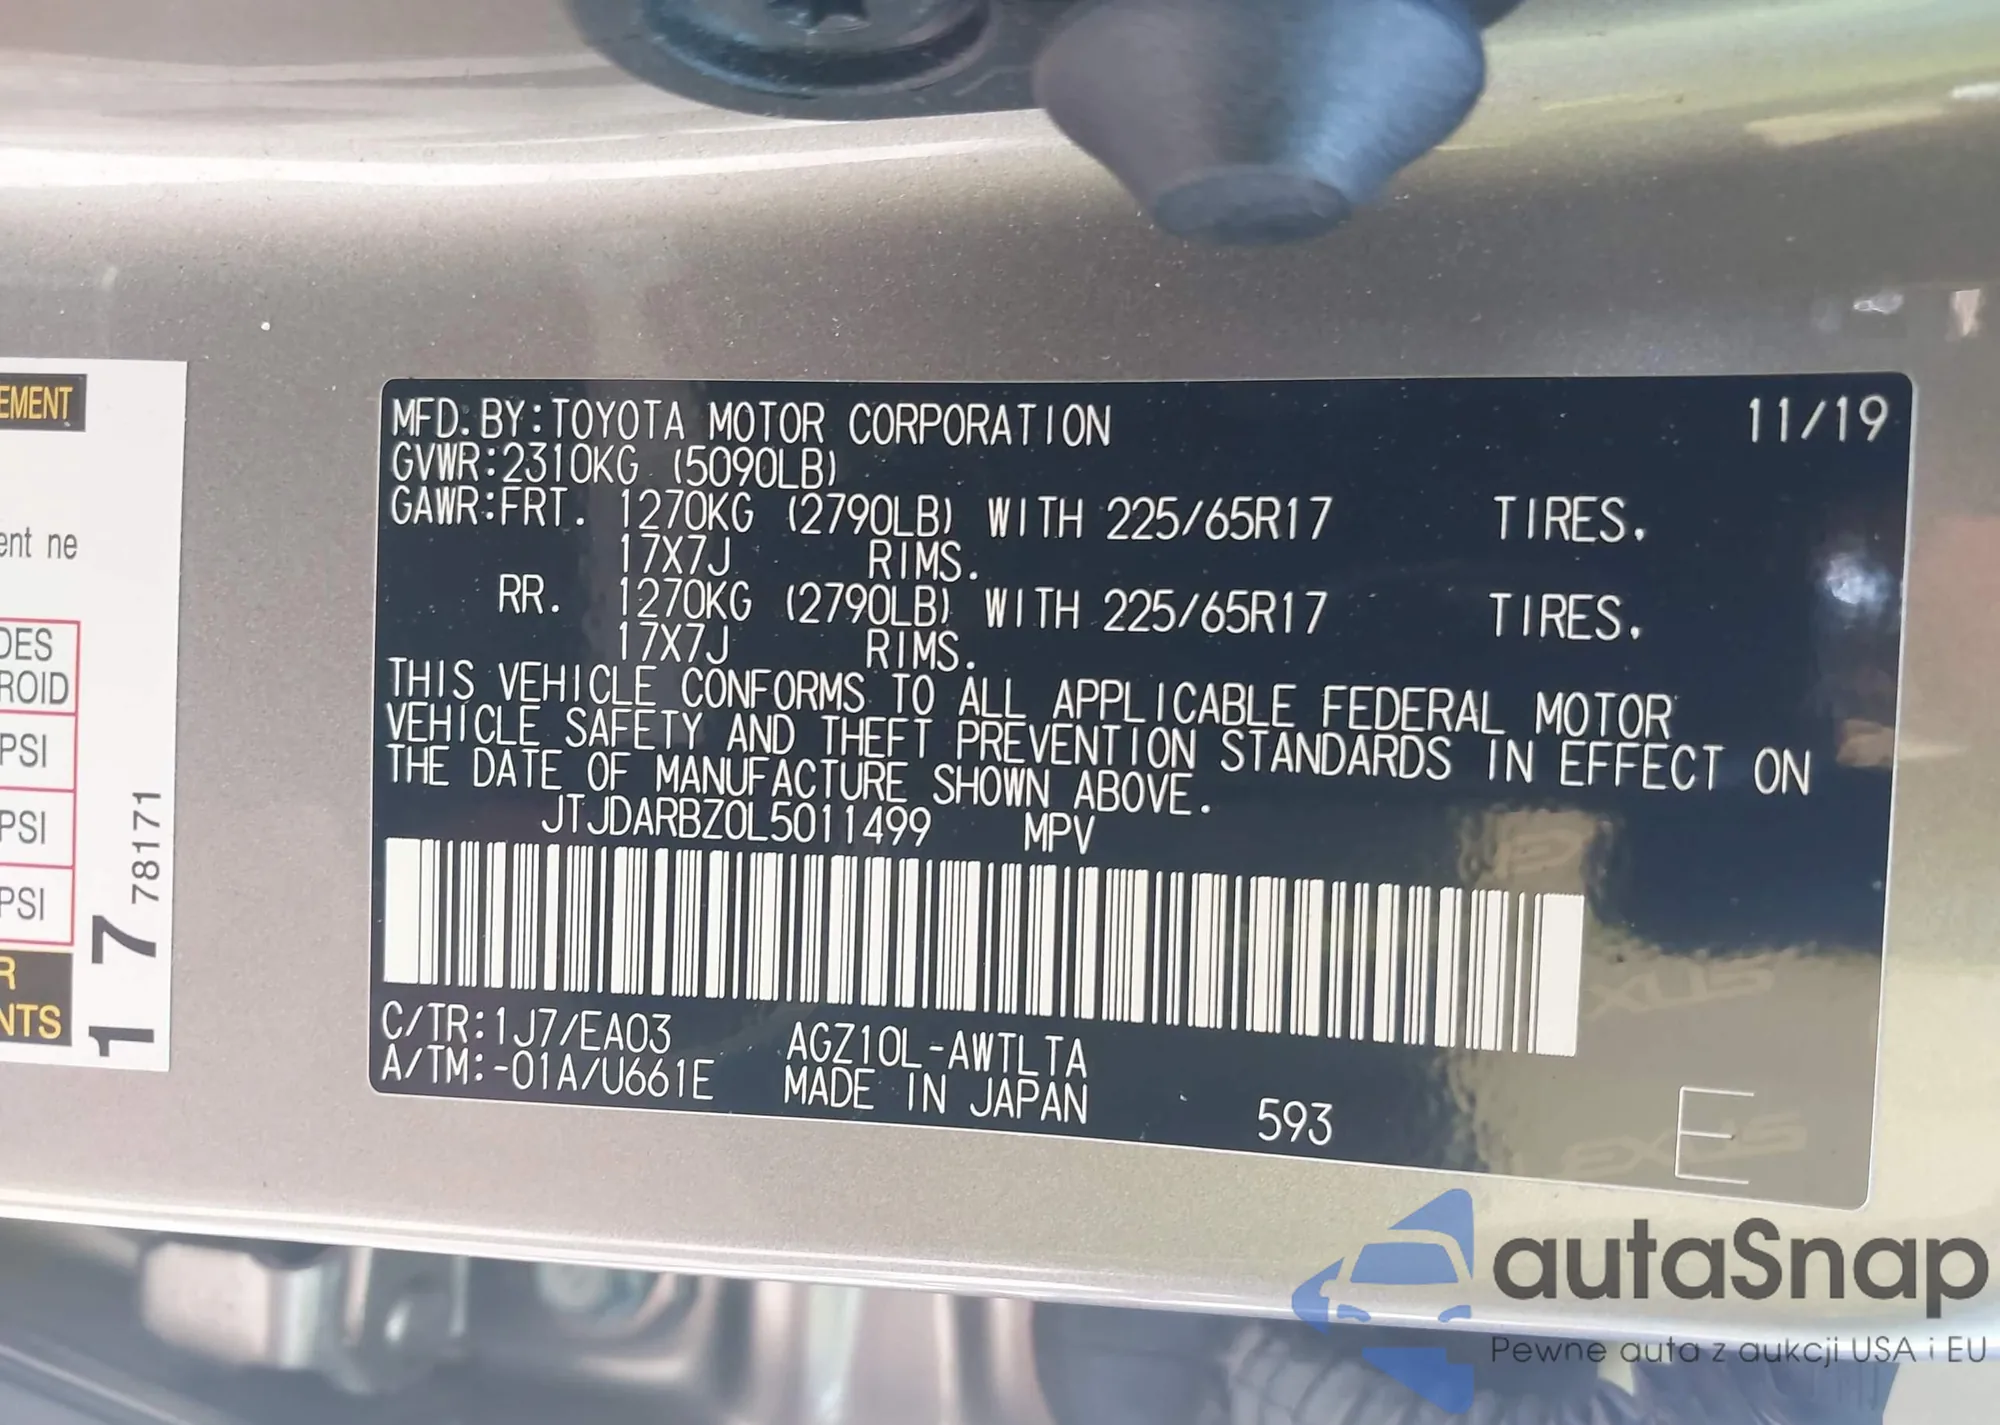 EMENT
ent ne
DES
ROID
PSI
PSI
PSI
R
NTS
17 78171
MFD. BY: TOYOTA MOTOR CORPORATION 11/19
GVWR: 2310KG (5090LB)
GAWR: FRT. 1270KG (2790LB) WITH 225/65R17 TIRES.
17X7J RIMS.
RR. 1270KG (2790LB) WITH 225/65R17 TIRES.
17X7J RIMS.
THIS VEHICLE CONFORMS TO ALL APPLICABLE FEDERAL MOTOR
VEHICLE SAFETY AND THEFT PREVENTION STANDARDS IN EFFECT ON
THE DATE OF MANUFACTURE SHOWN ABOVE.
JTJDARBZ0L5011499 MPV
C/TR: 1J7/EA03 AGZ10L-AWTLTA
A/TM: -01A/U661E MADE IN JAPAN
593 E
autaSnap
Pewne auta z aukcji USA i EU